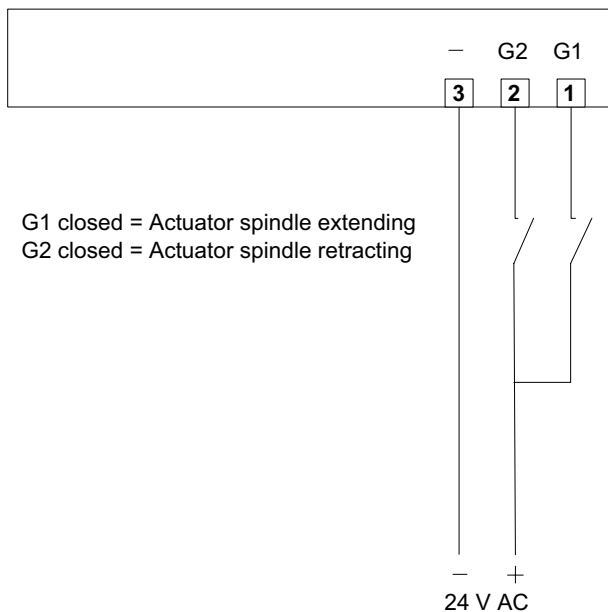 — G2 G1
3 2 1
G1 closed = Actuator spindle extending
G2 closed = Actuator spindle retracting
— +
24 V AC